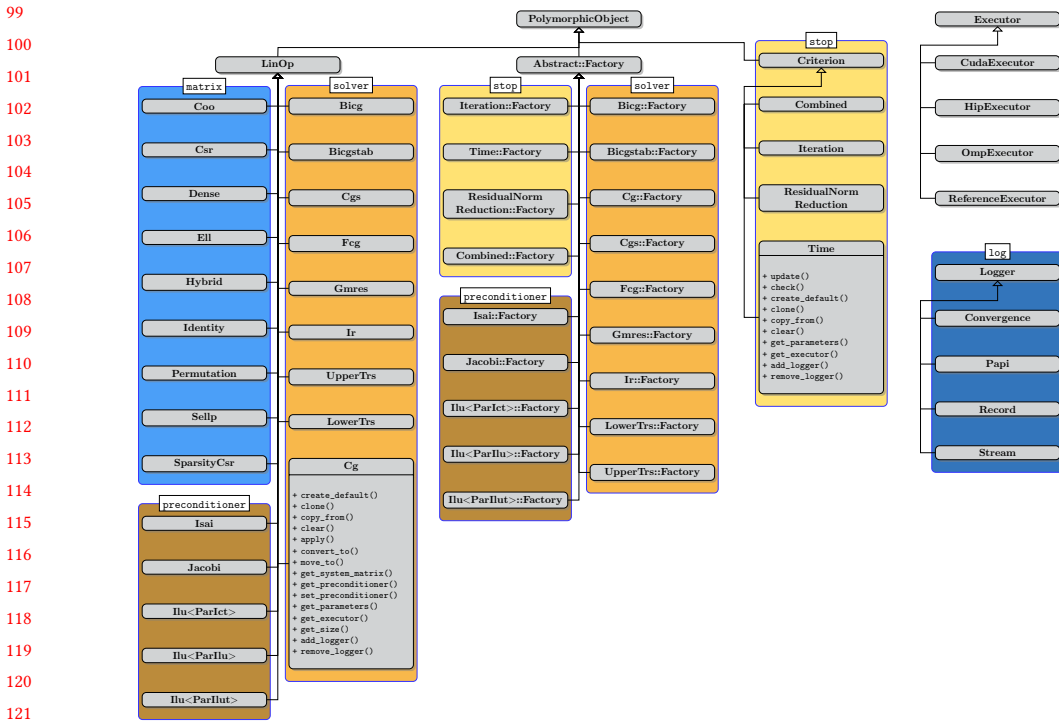 99
100
101
102
103
104
105
106
107
108
109
110
111
112
113
114
115
116
117
118
119
120
121
PolymorphicObject
LinOp
Abstract::Factory
matrix
Coo
Csr
Dense
Ell
Hybrid
Identity
Permutation
Sellp
SparsityCsr
preconditioner
Isai
Jacobi
Ilu<ParIct>
Ilu<ParIlu>
Ilu<ParIlut>
solver
Bicg
Bicgstab
Cgs
Fcg
Gmres
Ir
UpperTrs
LowerTrs
Cg
+ create_default()
+ clone()
+ copy_from()
+ clear()
+ apply()
+ convert_to()
+ move_to()
+ get_system_matrix()
+ get_preconditioner()
+ set_preconditioner()
+ get_parameters()
+ get_executor()
+ get_size()
+ add_logger()
+ remove_logger()
stop
Iteration::Factory
Time::Factory
ResidualNorm
Reduction::Factory
Combined::Factory
preconditioner
Isai::Factory
Jacobi::Factory
Ilu<ParIct>::Factory
Ilu<ParIlu>::Factory
Ilu<ParIlut>::Factory
solver
Bicg::Factory
Bicgstab::Factory
Cg::Factory
Cgs::Factory
Fcg::Factory
Gmres::Factory
Ir::Factory
LowerTrs::Factory
UpperTrs::Factory
stop
Criterion
Combined
Iteration
ResidualNorm
Reduction
Time
+ update()
+ check()
+ create_default()
+ clone()
+ copy_from()
+ clear()
+ get_parameters()
+ get_executor()
+ add_logger()
+ remove_logger()
Executor
CudaExecutor
HipExecutor
OmpExecutor
ReferenceExecutor
log
Logger
Convergence
Papi
Record
Stream